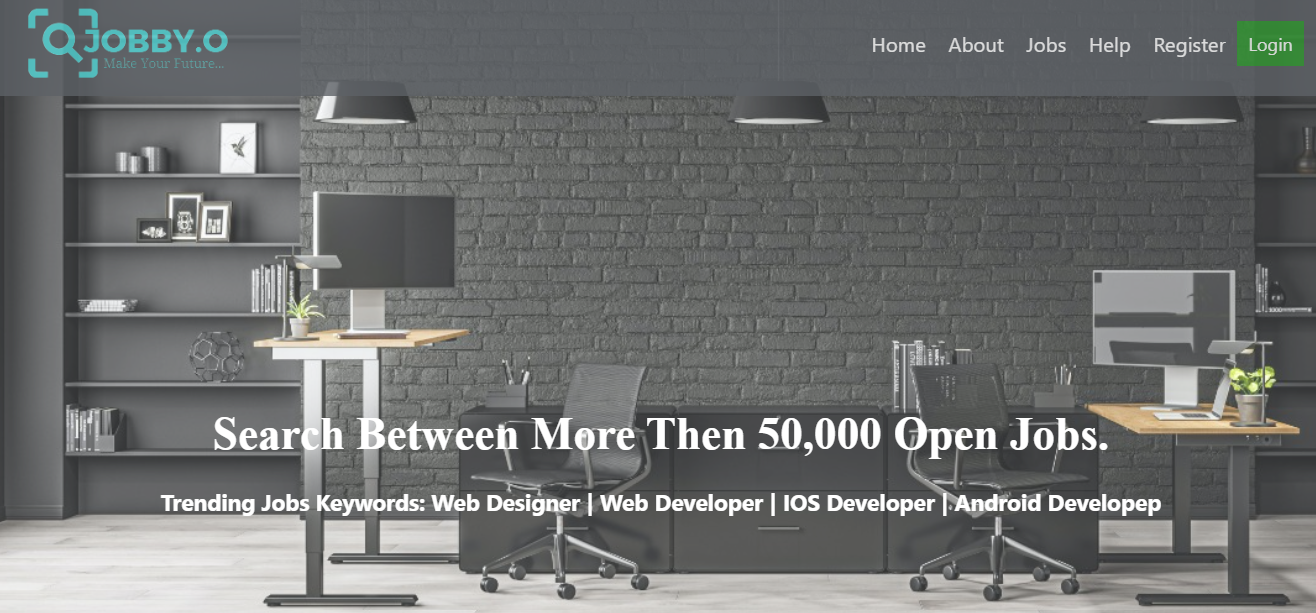 JOBBY.O
Make Your Future...
Home About Jobs Help Register Login
Search Between More Then 50,000 Open Jobs.
Trending Jobs Keywords: Web Designer | Web Developer | IOS Developer | Android Developep